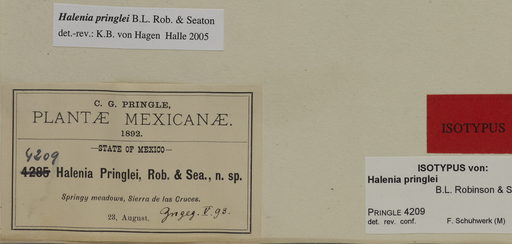 Halenia pringlei B.L. Rob. & Seaton
det.-rev.: K.B. von Hagen Halle 2005
C. G. PRINGLE,
PLANTÆ MEXICANÆ.
1892.
—STATE OF MEXICO—
4209
4285 Halenia Pringlei, Rob. & Sea., n. sp.
Springy meadows, Sierra de las Cruces.
23, August. Zugeg. V. 93.
ISOTYPUS
ISOTYPUS von:
Halenia pringlei
B.L. Robinson & S
PRINGLE 4209
det. rev. conf. F. Schuhwerk (M)